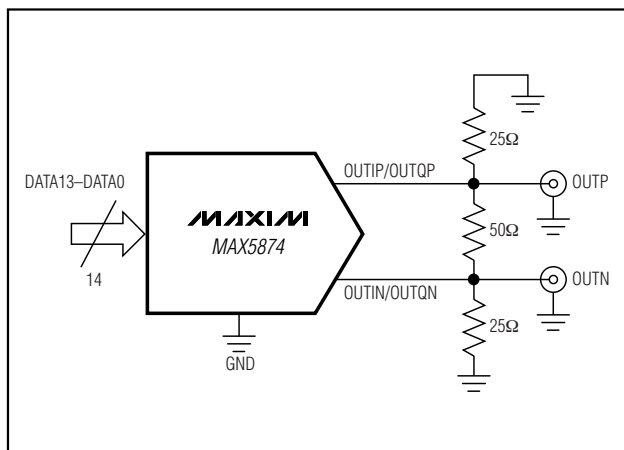 25Ω
DATA13–DATA0
OUTIP/OUTQP
OUTP
MAXIM
MAX5874
50Ω
14
OUTIN/OUTQN
OUTN
25Ω
GND